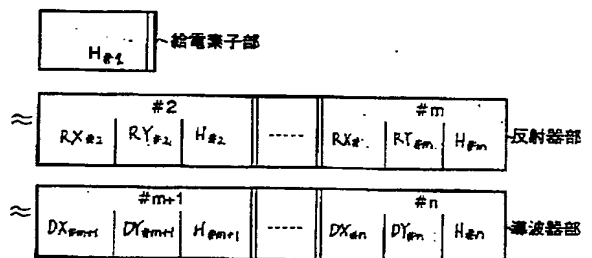 H#1 給電素子部
≈ #2 ----- #m
RX#2 RY#2 H#2 RX#. RY#m H#m 反射器部
≈ #m+1 ----- #n
DX#m+1 DY#m+1 H#m+1 DX#n DY#n H#n 導波器部